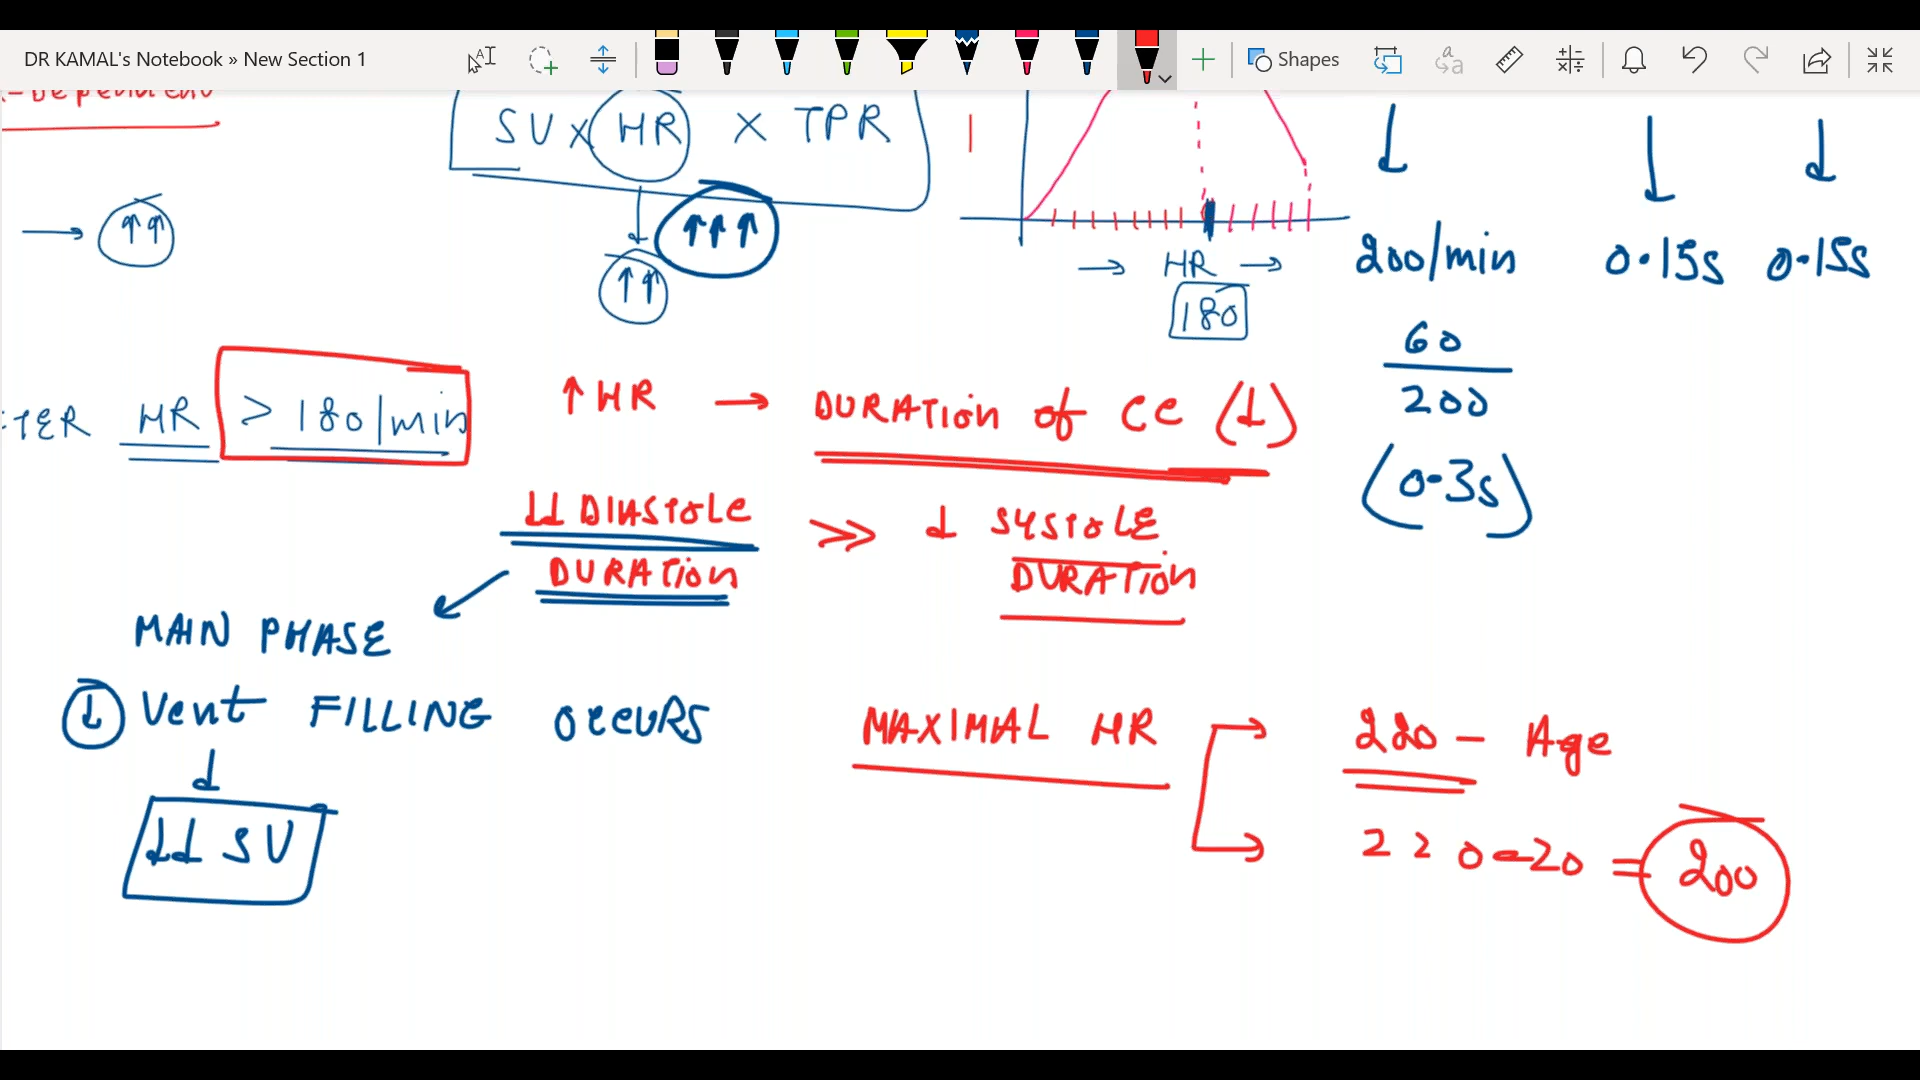 DR KAMAL's Notebook » New Section 1
Shapes
SV x HR x TPR
↑↑
↑↑↑
↑↑
→ HR →
180
200/min 0.15s 0.15s
60
200
(0.3s)
HR > 180/min
↑ HR → DURATION of CC (↓)
↓↓ DIASTOLE >> ↓ SYSTOLE
DURATION DURATION
MAIN PHASE
↓ Vent FILLING OCCURS
↓↓ SV
MAXIMAL HR
220 - Age
220-20 = 200